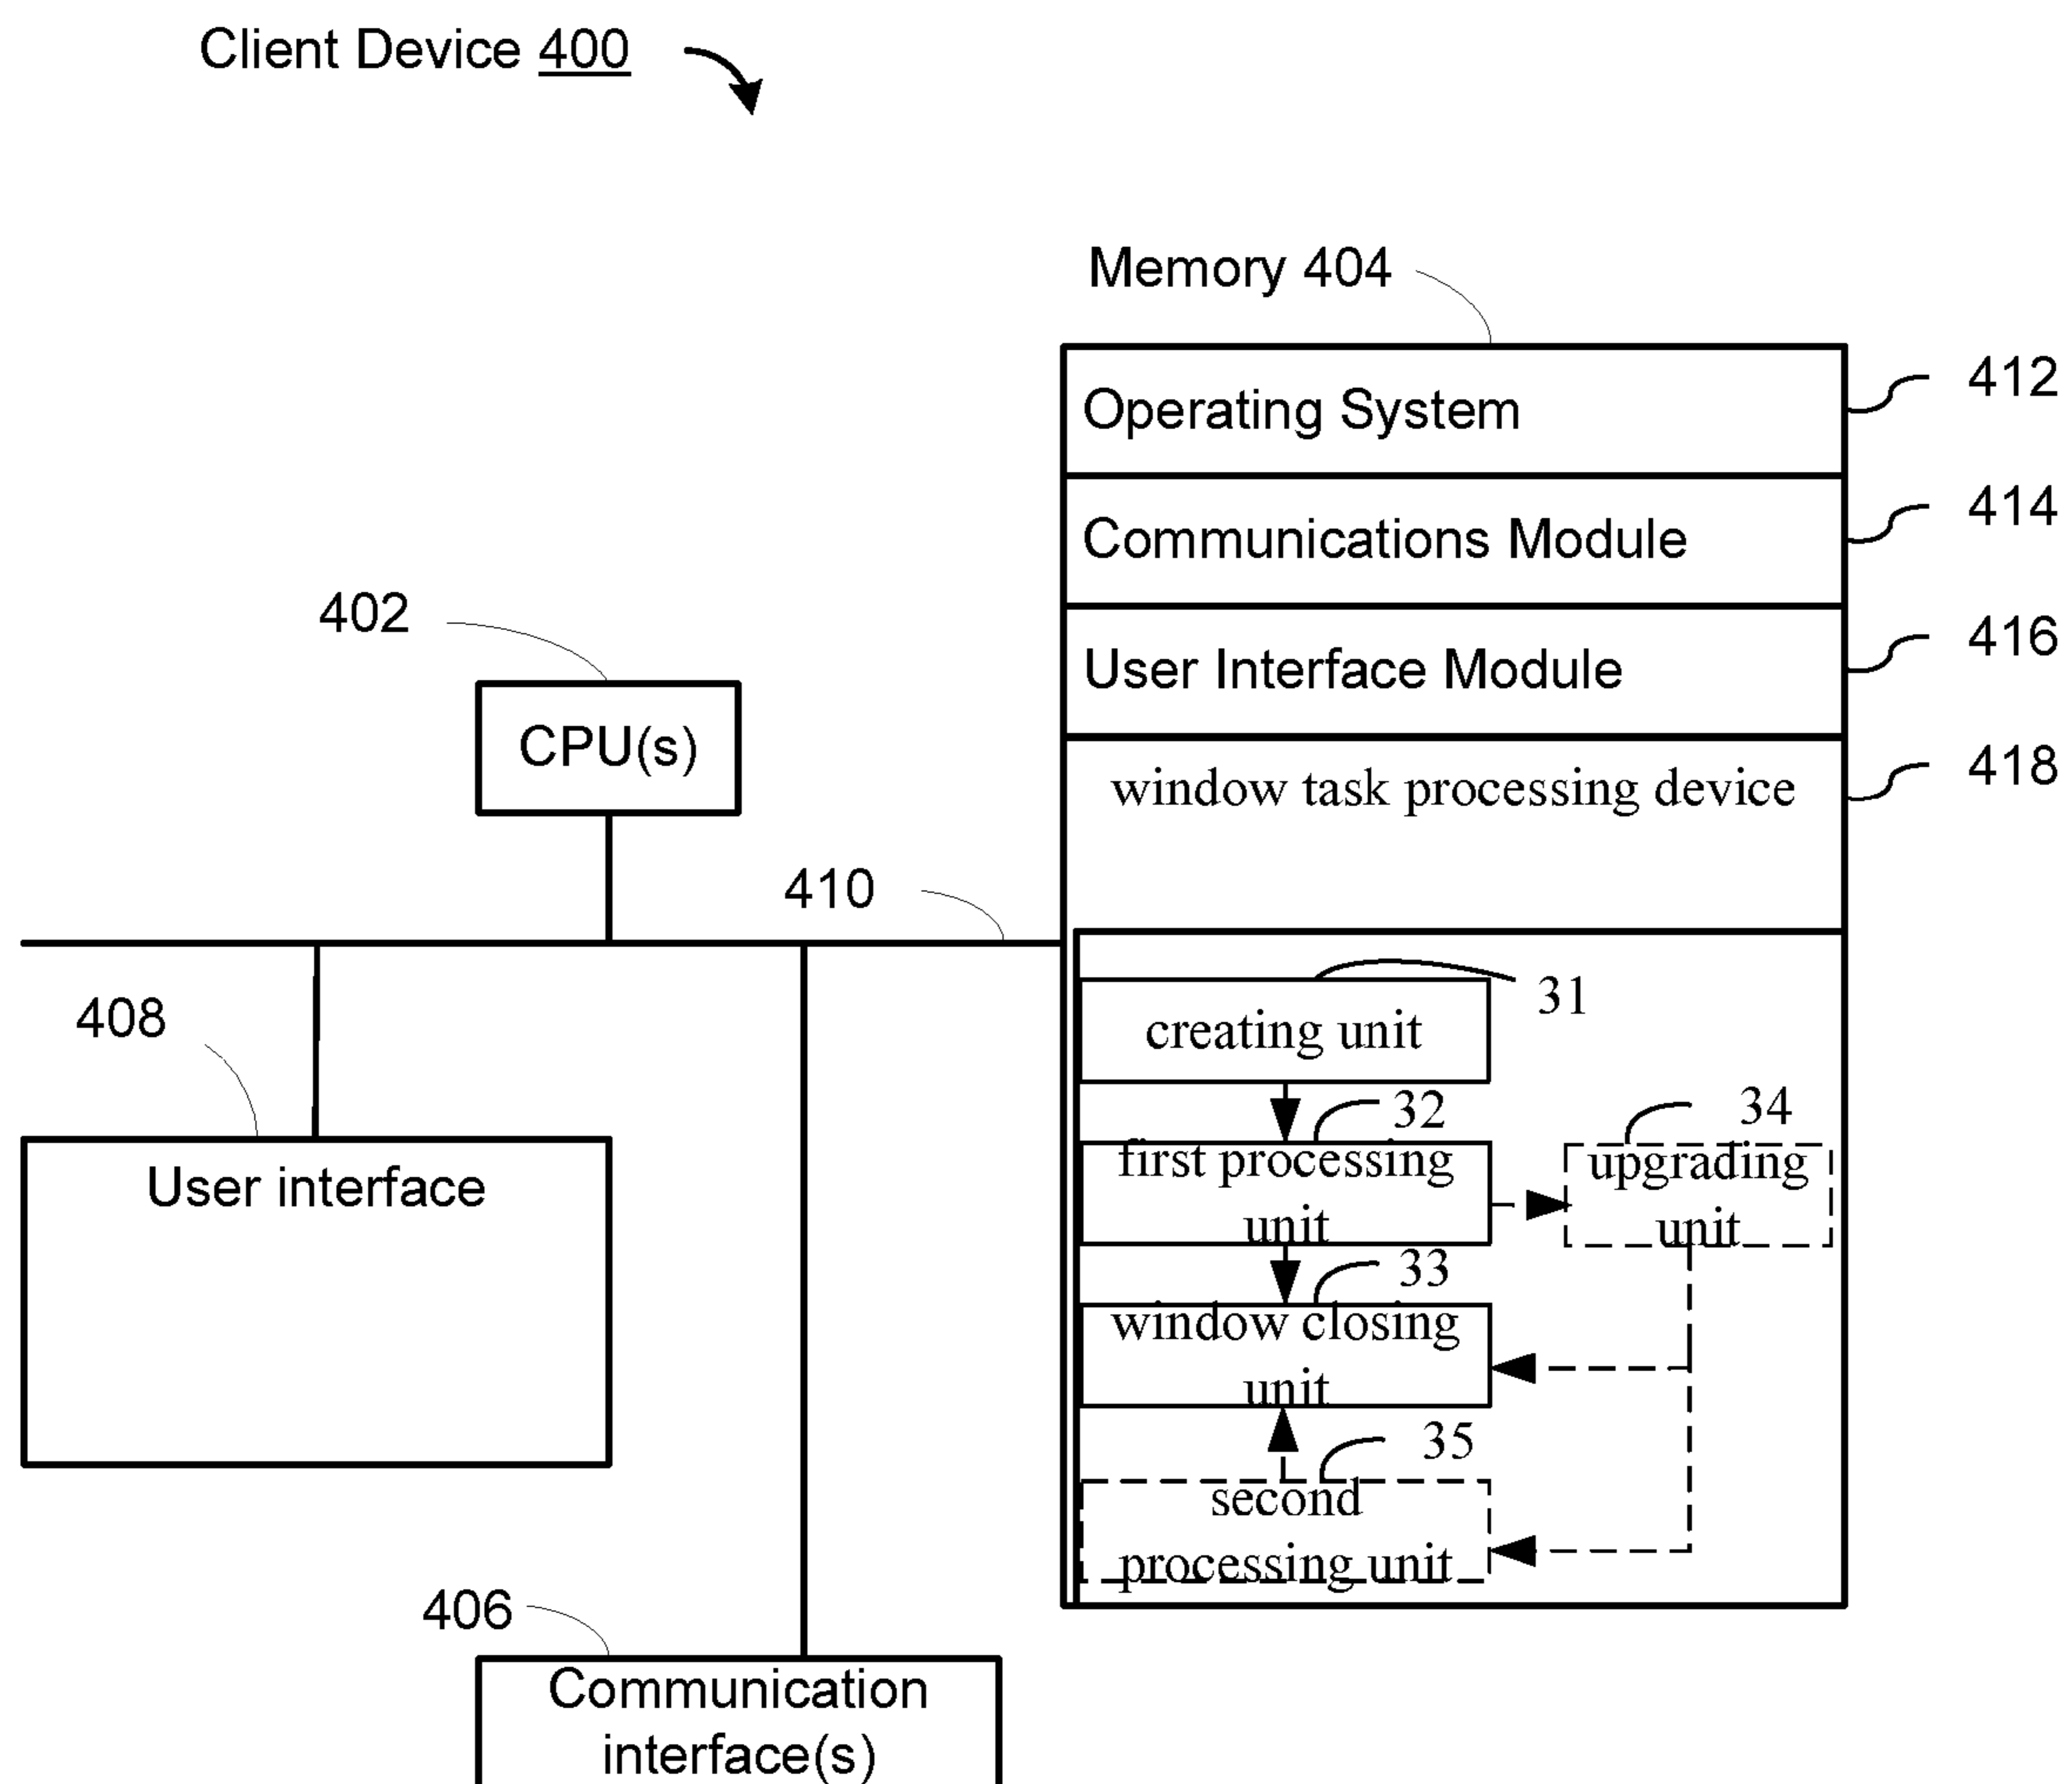 Client Device 400
Memory 404
Operating System
412
Communications Module
414
402
User Interface Module
416
CPU(s)
window task processing device
418
410
408
creating unit
31
32
34
first processing
unit
upgrading
unit
User interface
33
window closing
unit
35
second
processing unit
406
Communication
interface(s)